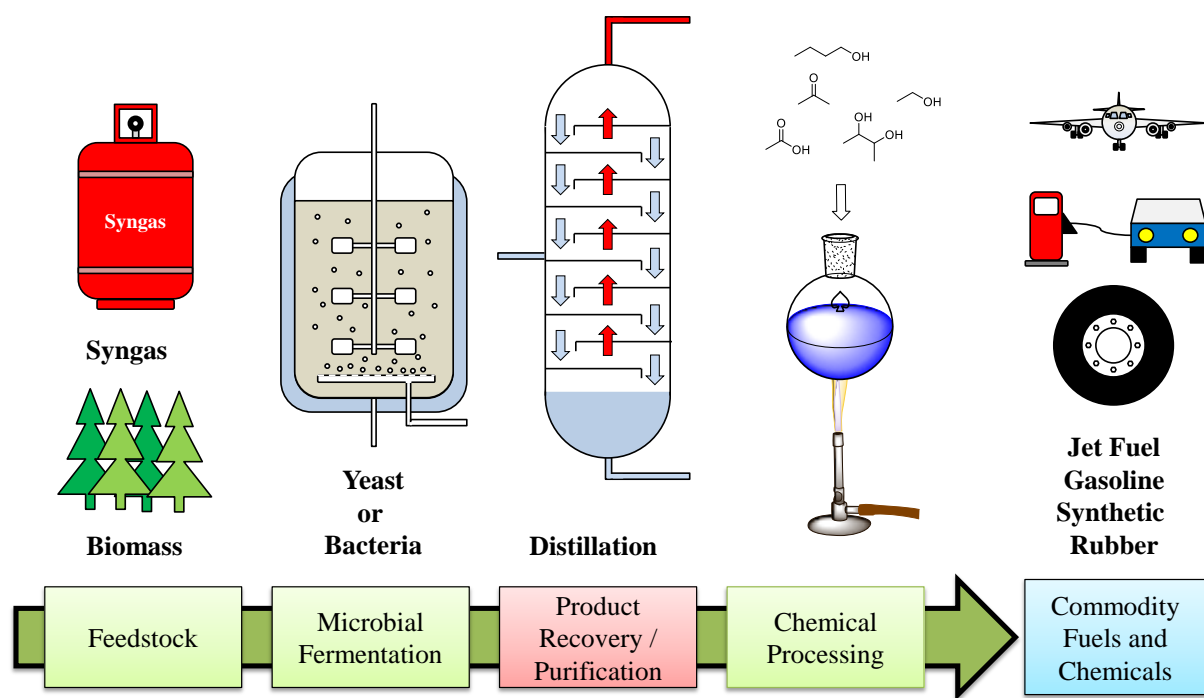 OH
O
OH
OH
O
OH
OH
Syngas
Syngas
Biomass
Yeast
or
Bacteria
Distillation
Jet Fuel
Gasoline
Synthetic
Rubber
Feedstock
Microbial
Fermentation
Product
Recovery /
Purification
Chemical
Processing
Commodity
Fuels and
Chemicals